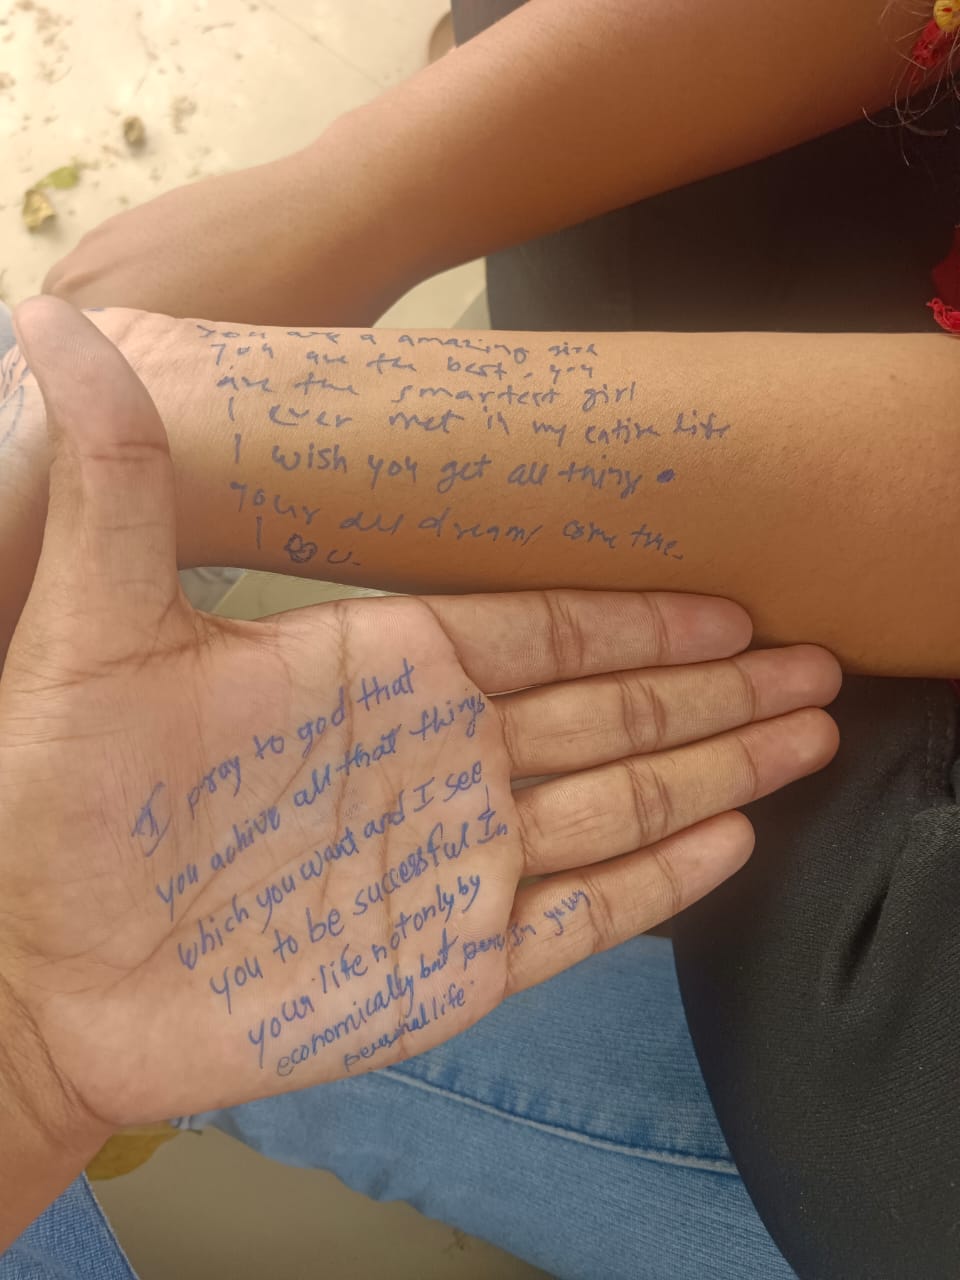 You are a amazing girl
You are the best, you
are the smartest girl
I ever met in my entire life
I wish you get all things
Your all dreams come true.
I U.
I pray to god that
you achive all that things
which you want and I see
you to be successful In
your life not only by
economically but In your
personal life.